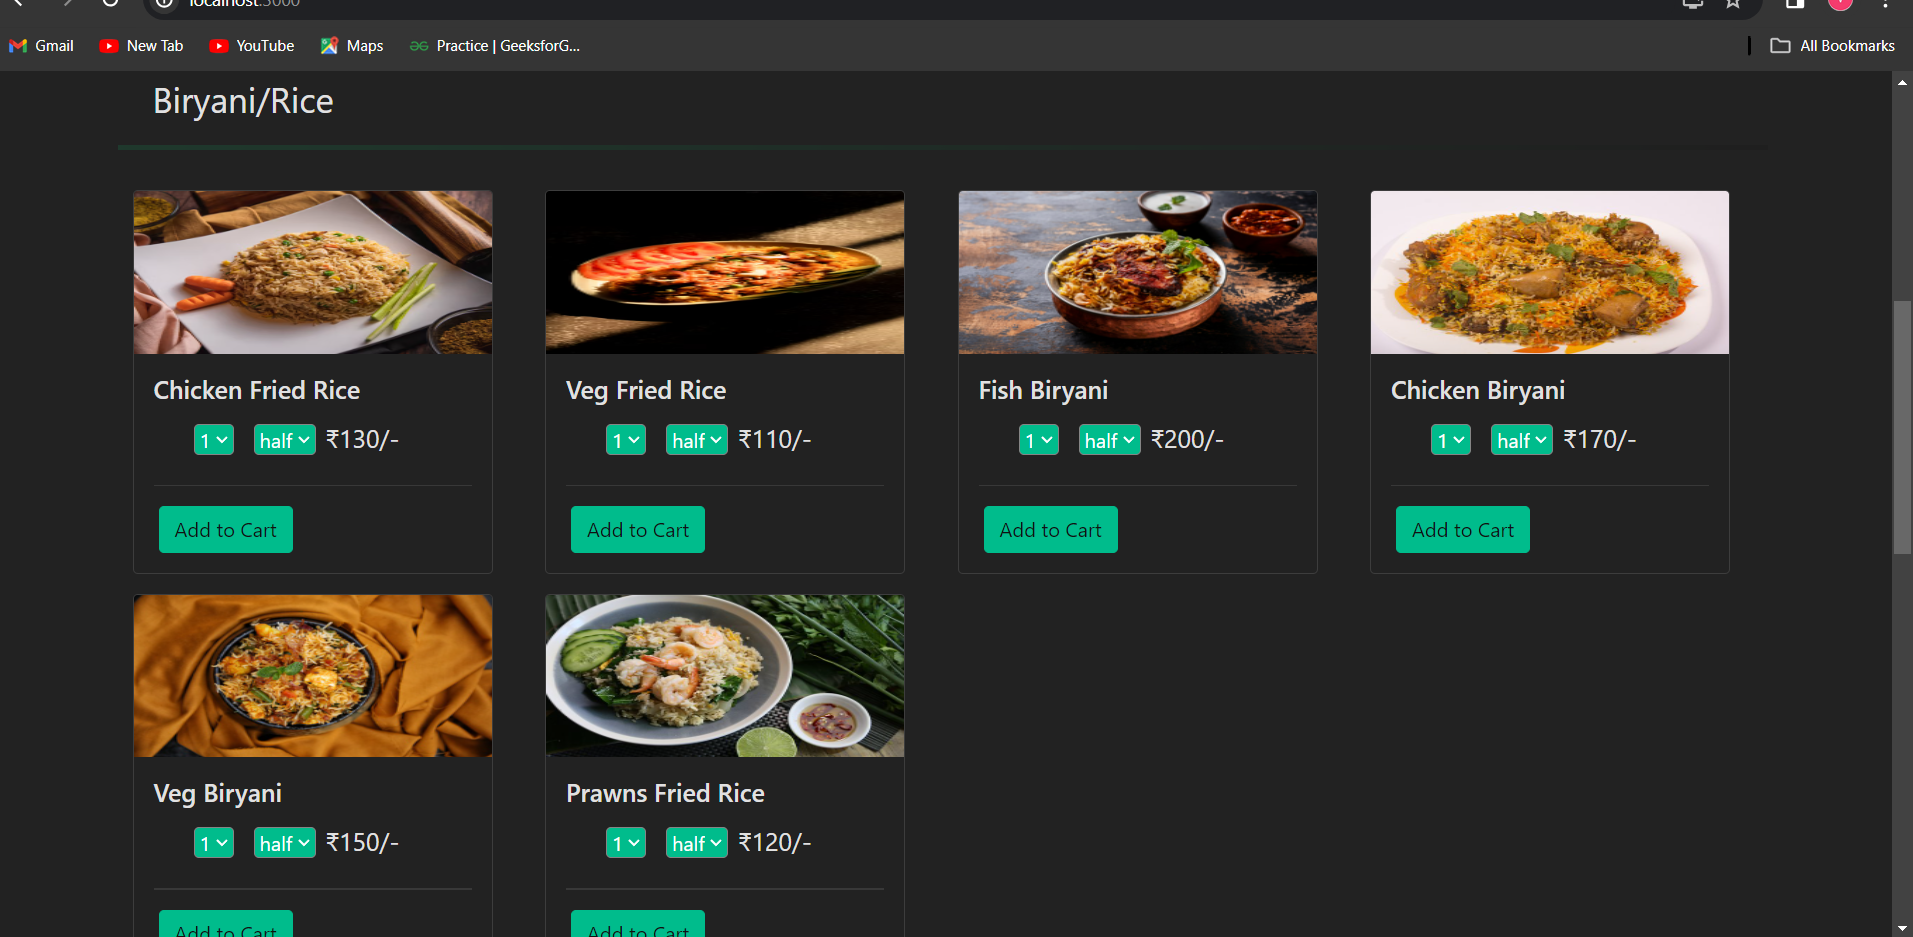 localhost:3000
Gmail New Tab YouTube Maps Practice | GeeksforG... All Bookmarks
Biryani/Rice
Chicken Fried Rice
1 half ₹130/-
Add to Cart
Veg Fried Rice
1 half ₹110/-
Add to Cart
Fish Biryani
1 half ₹200/-
Add to Cart
Chicken Biryani
1 half ₹170/-
Add to Cart
Veg Biryani
1 half ₹150/-
Add to Cart
Prawns Fried Rice
1 half ₹120/-
Add to Cart